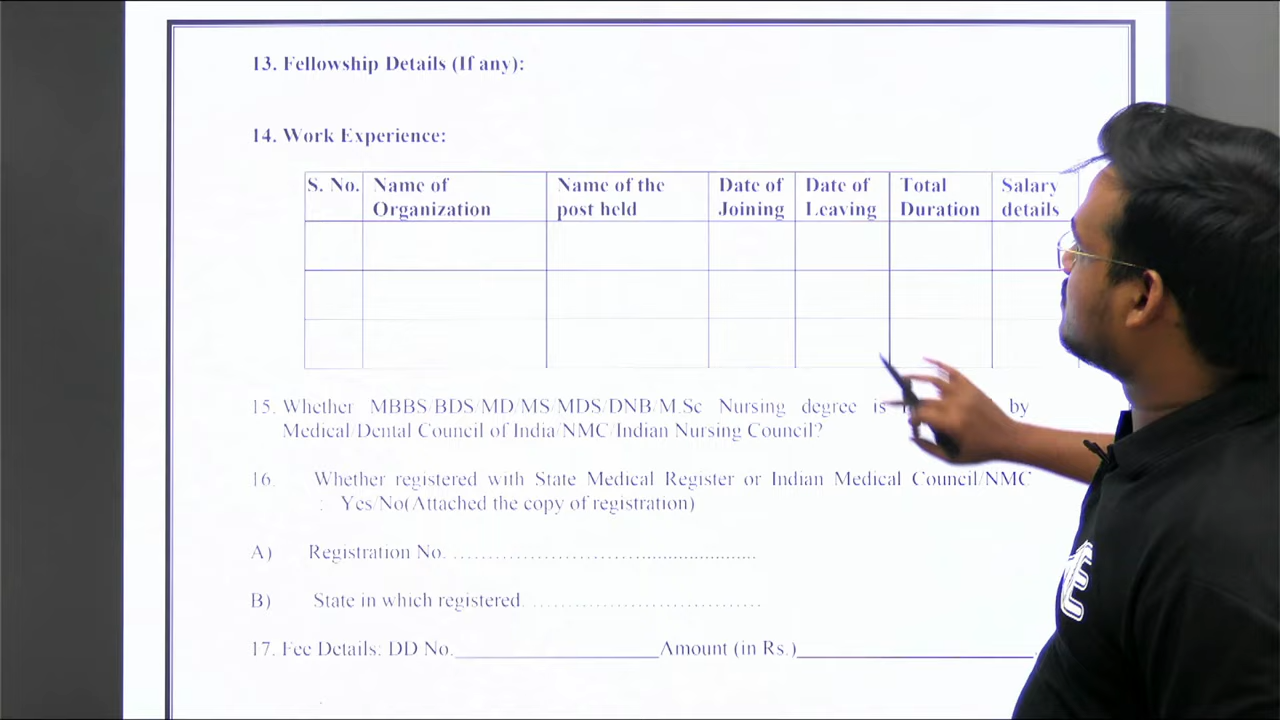 13. Fellowship Details (If any):
14. Work Experience:
S. No. Name of Organization Name of the post held Date of Joining Date of Leaving Total Duration Salary details
15. Whether MBBS/BDS/MD/MS/MDS/DNB/M.Sc Nursing degree is by
Medical/Dental Council of India/NMC/Indian Nursing Council?
16. Whether registered with State Medical Register or Indian Medical Council/NMC
: Yes/No(Attached the copy of registration)
A) Registration No. ................................................
B) State in which registered. .................................
17. Fee Details: DD No.____________________Amount (in Rs.)_________________________.